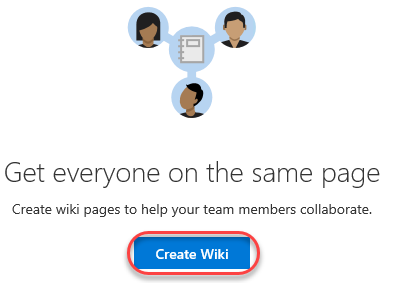 Get everyone on the same page
Create wiki pages to help your team members collaborate.
Create Wiki